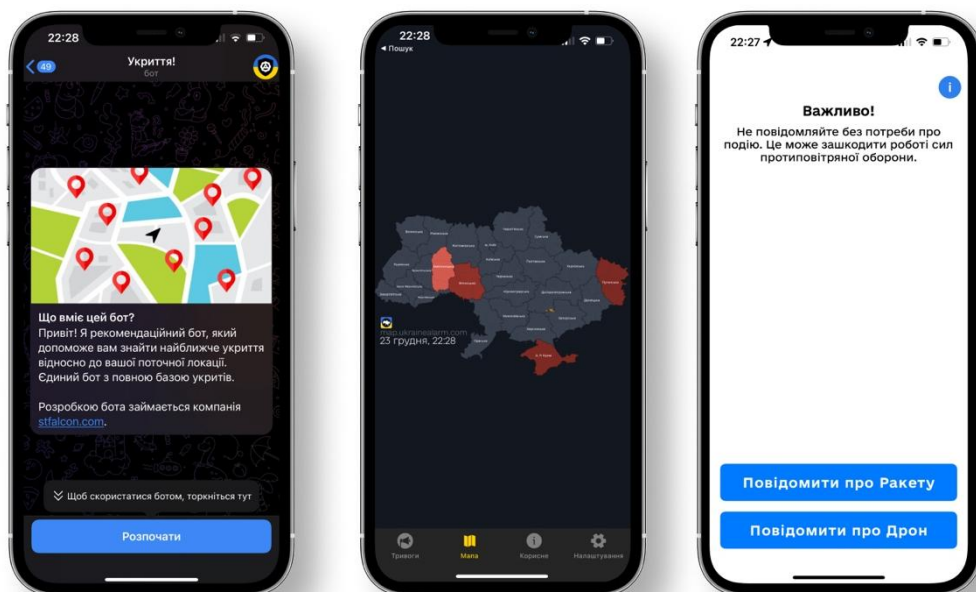 22:28
49
Укриття!
бот
Що вміє цей бот?
Привіт! Я рекомендаційний бот, який
допоможе вам знайти найближче укриття
відносно до вашої поточної локації.
Єдиний бот з повною базою укритів.
Розробкою бота займається компанія
stfalcon.com.
Щоб скористатися ботом, торкніться тут
Розпочати
22:28
Пошук
map.ukrainealarm.com
23 грудня, 22:28
Тривоги
Мапа
Корисне
Налаштування
22:27
Важливо!
Не повідомляйте без потреби про
подію. Це може зашкодити роботі сил
протиповітряної оборони.
Повідомити про Ракету
Повідомити про Дрон